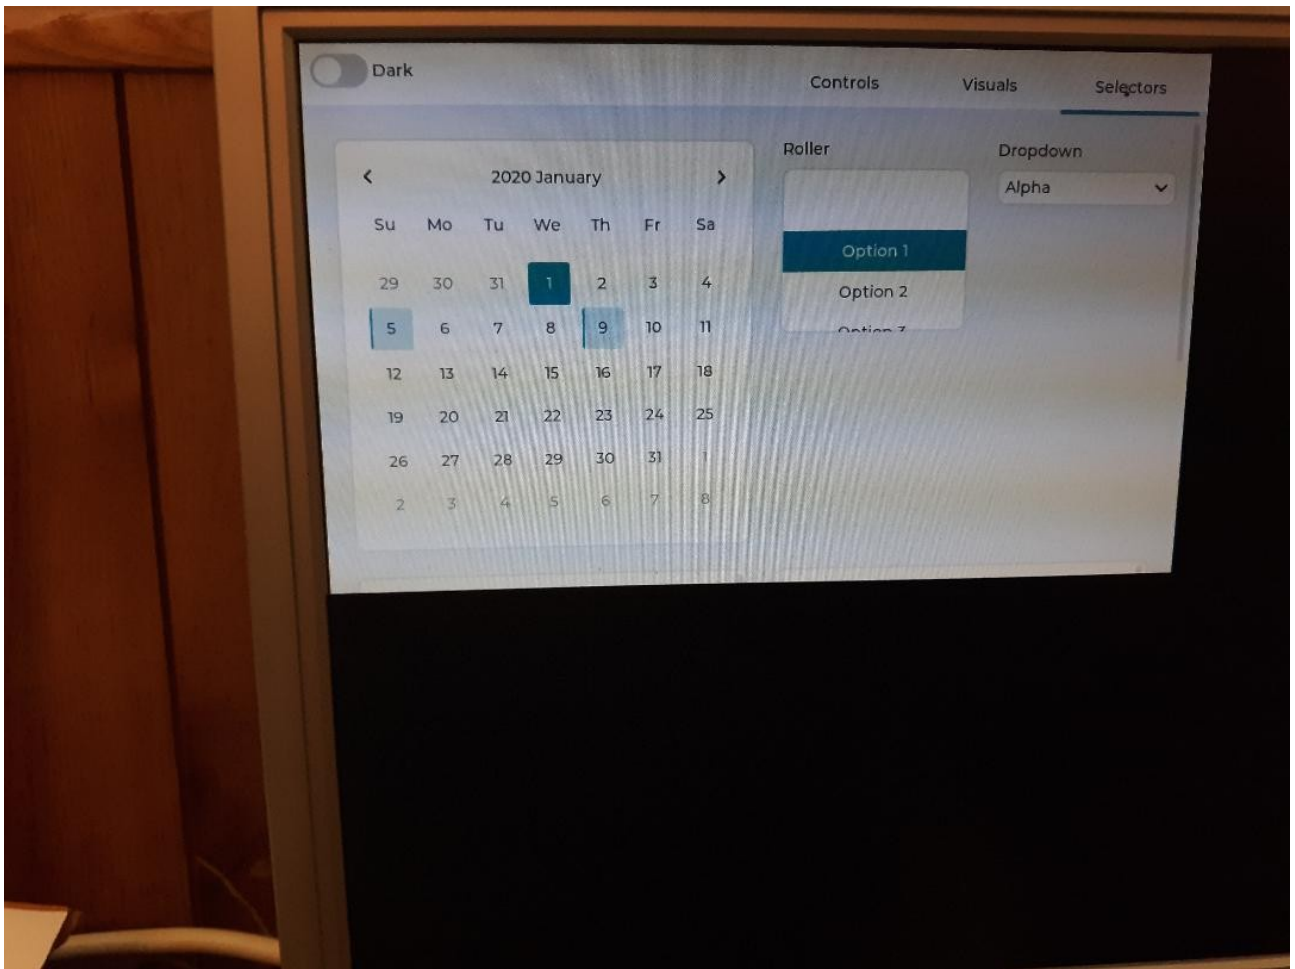 Dark
Controls Visuals Selectors
2020 January
Su Mo Tu We Th Fr Sa
29 30 31 1 2 3 4
5 6 7 8 9 10 11
12 13 14 15 16 17 18
19 20 21 22 23 24 25
26 27 28 29 30 31 1
2 3 4 5 6 7 8
Roller
Option 1
Option 2
Option 3
Dropdown
Alpha